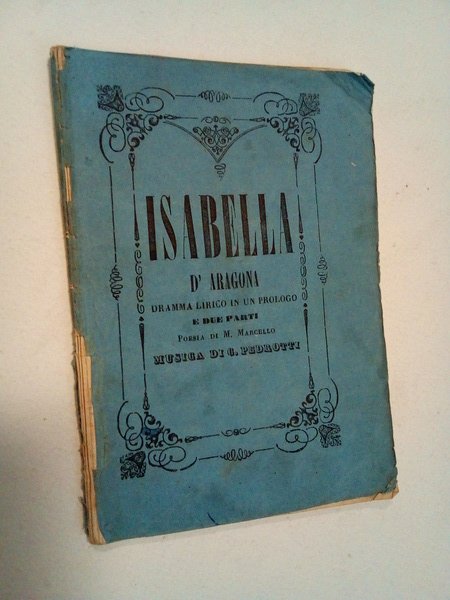 ISABELLA
D' ARAGONA
DRAMMA LIRICO IN UN PROLOGO
E DUE PARTI
POESIA DI M. MARCELLO
MUSICA DI C. PEDROTTI